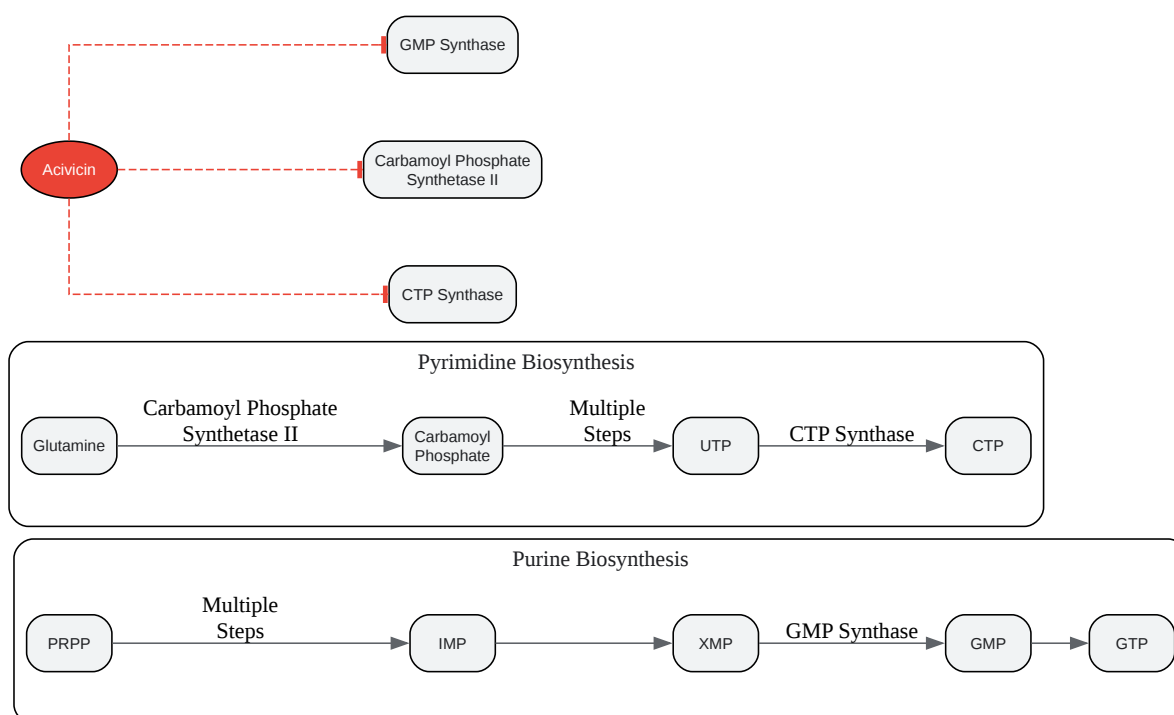 GMP Synthase
Acivicin
Carbamoyl Phosphate
Synthetase II
CTP Synthase
Pyrimidine Biosynthesis
Glutamine
Carbamoyl Phosphate
Synthetase II
Carbamoyl
Phosphate
Multiple
Steps
UTP
CTP Synthase
CTP
Purine Biosynthesis
PRPP
Multiple
Steps
IMP
XMP
GMP Synthase
GMP
GTP